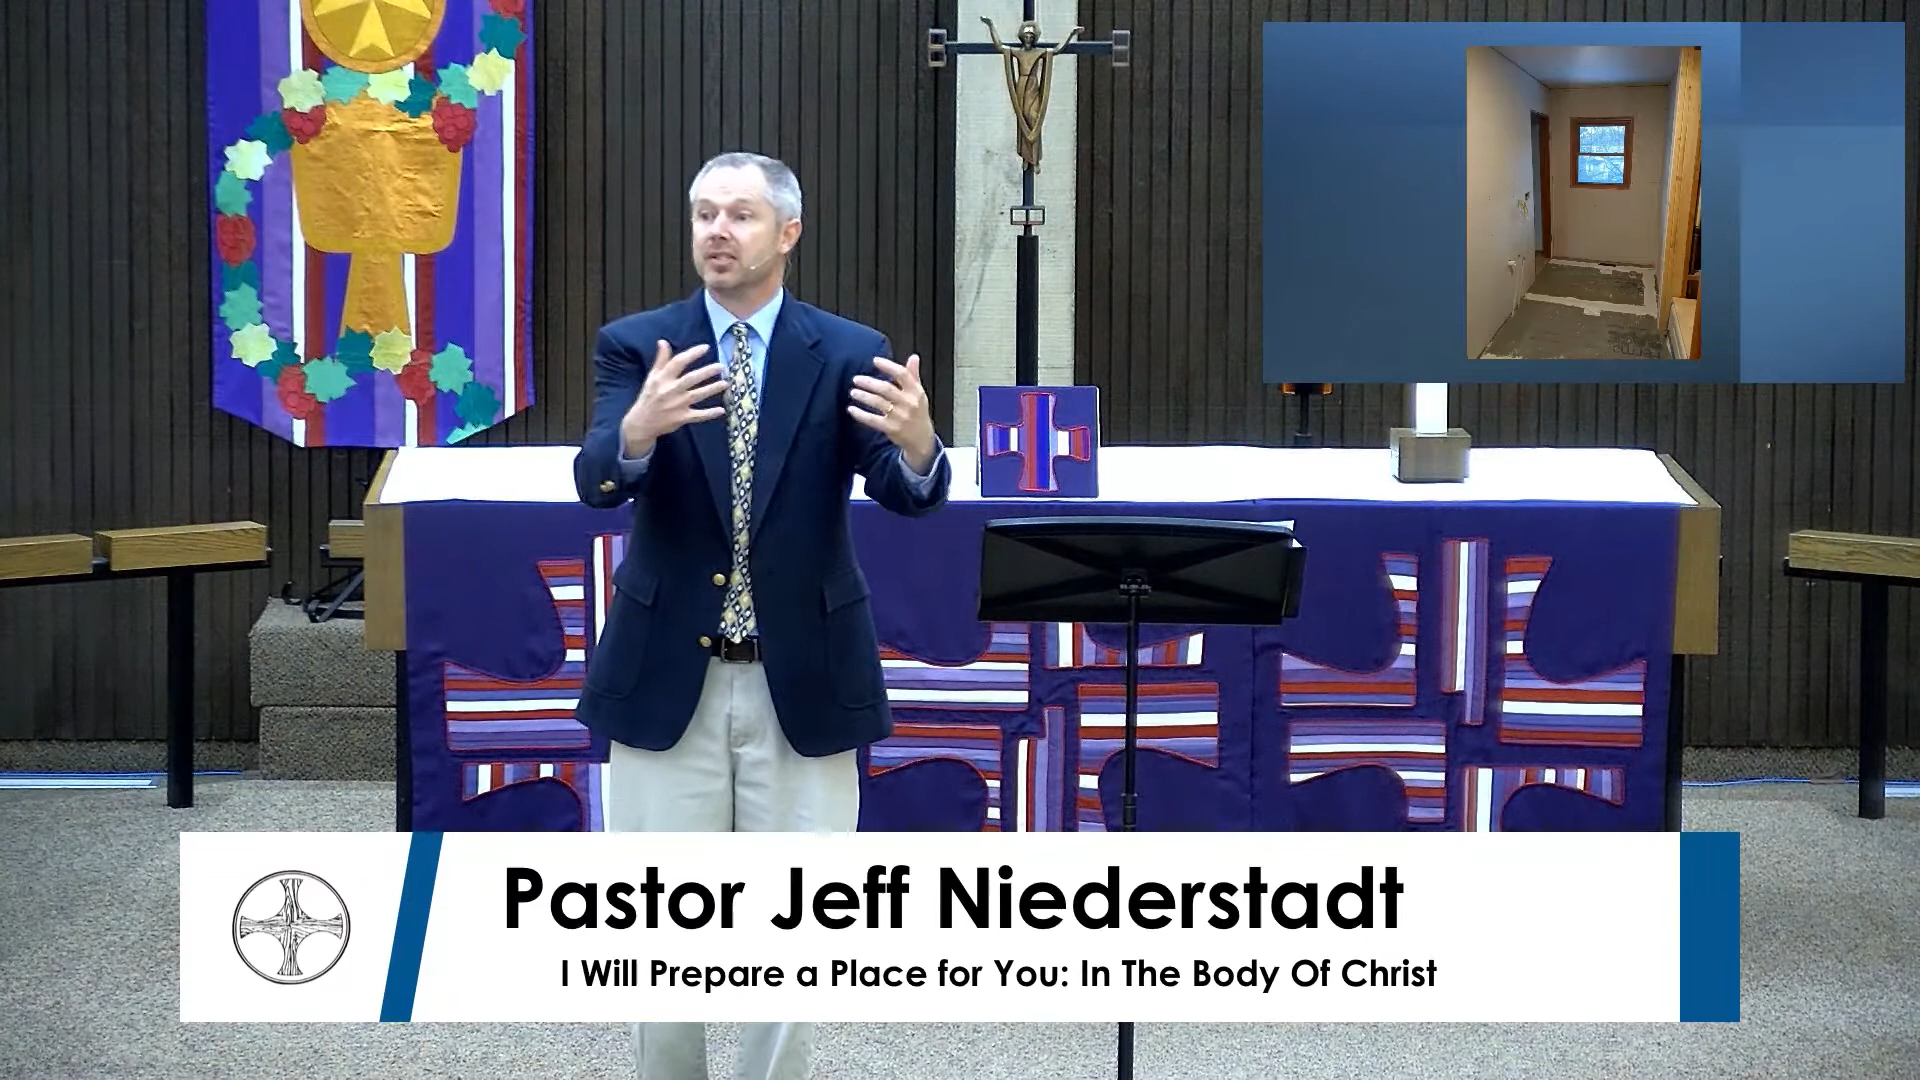 Pastor Jeff Niederstadt
I Will Prepare a Place for You: In The Body Of Christ